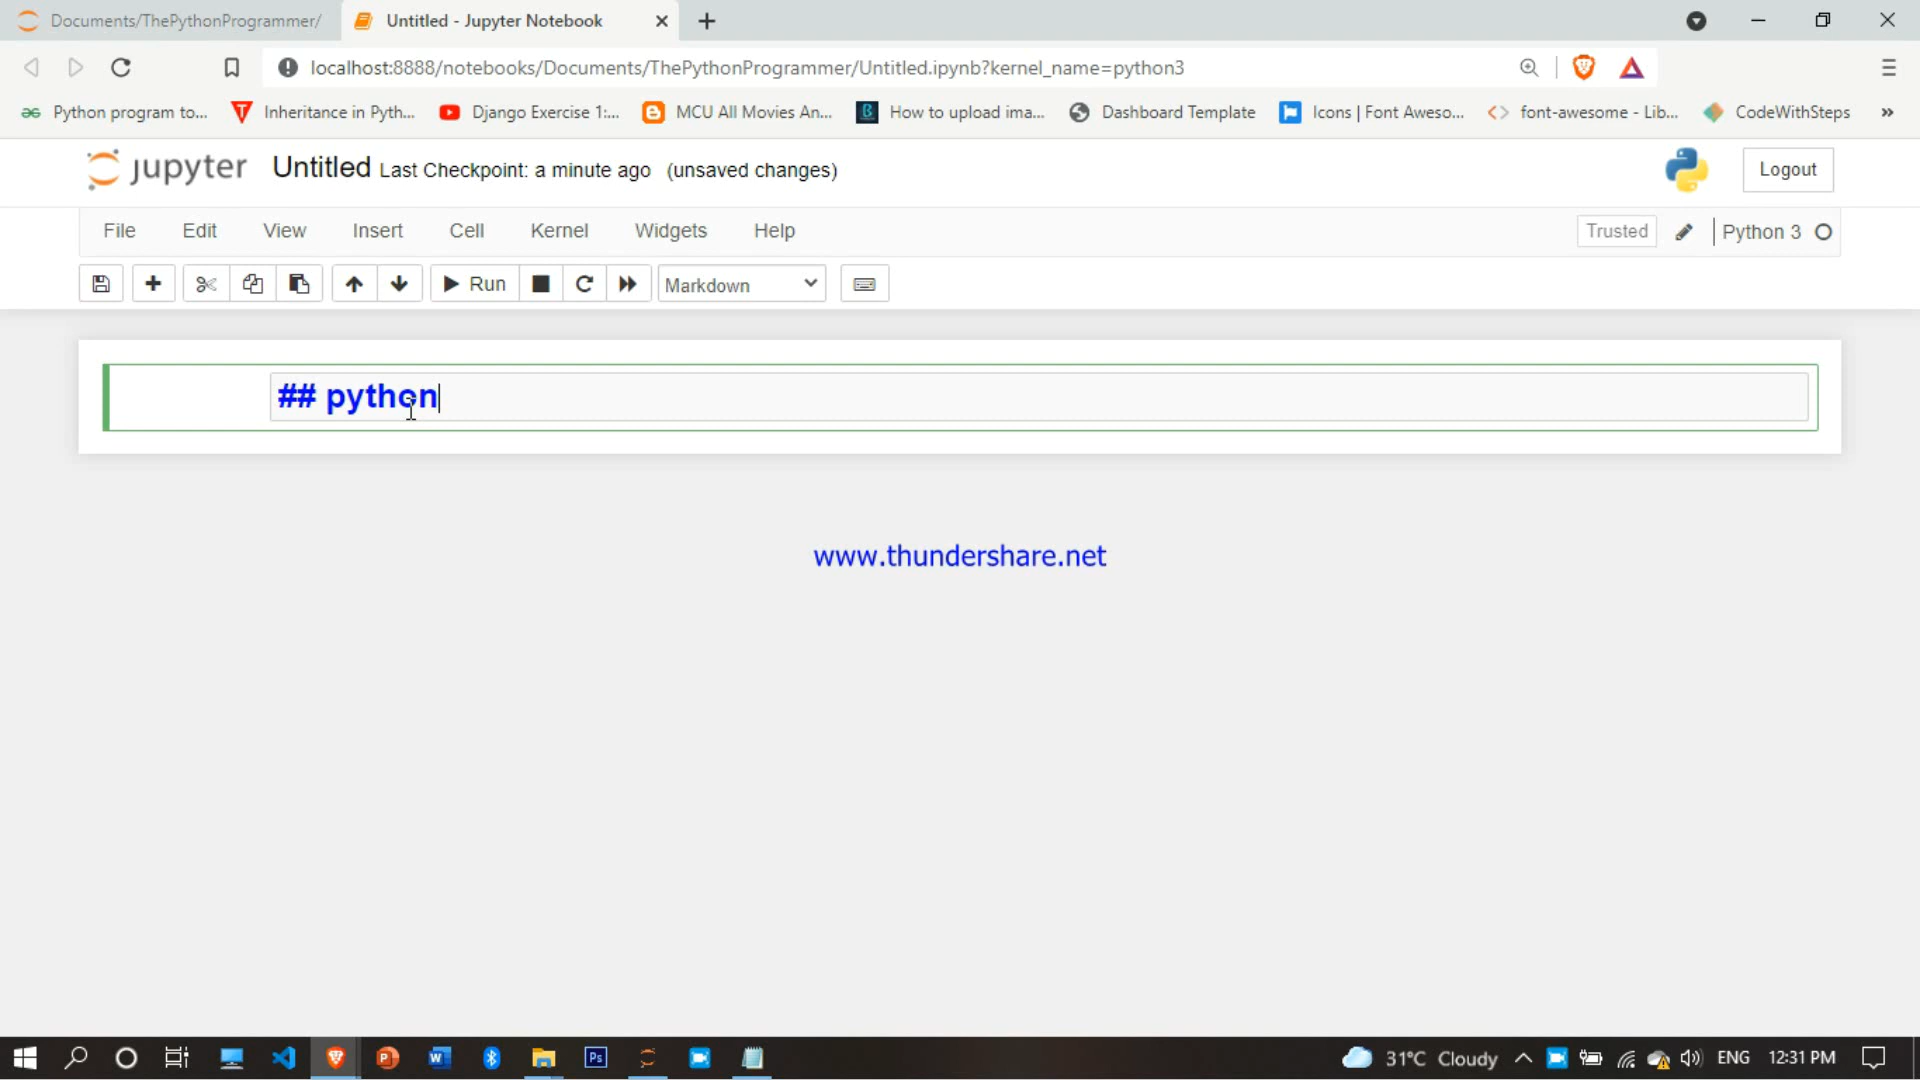 Documents/ThePythonProgrammer/
Untitled - Jupyter Notebook
localhost:8888/notebooks/Documents/ThePythonProgrammer/Untitled.ipynb?kernel_name=python3
Python program to...
Inheritance in Pyth...
Django Exercise 1:...
MCU All Movies An...
How to upload ima...
Dashboard Template
Icons | Font Aweso...
font-awesome - Lib...
CodeWithSteps
»
jupyter Untitled Last Checkpoint: a minute ago (unsaved changes)
Logout
File Edit View Insert Cell Kernel Widgets Help
Trusted
Python 3
Run
Markdown
## python
www.thundershare.net
31°C Cloudy
ENG
12:31 PM